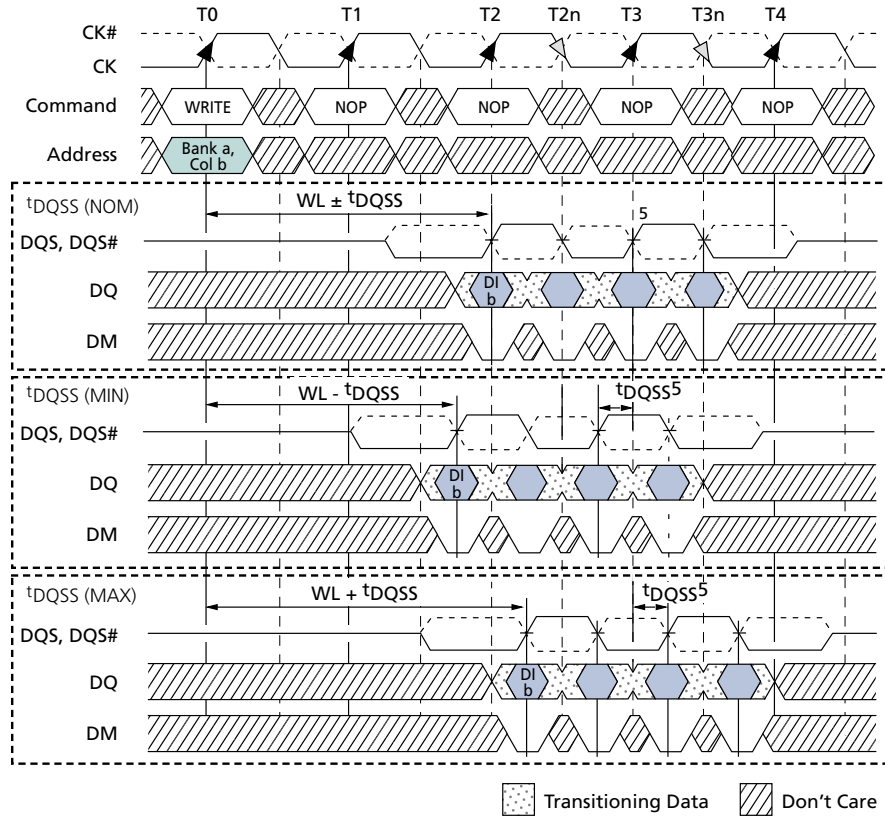 T0 T1 T2 T2n T3 T3n T4
CK#
CK
Command WRITE NOP NOP NOP NOP
Address Bank a,
Col b
tDQSS (NOM) WL ± tDQSS
5
DQS, DQS#
DQ DI
b
DM
tDQSS (MIN) WL - tDQSS tDQSS5
DQS, DQS#
DQ DI
b
DM
tDQSS (MAX) WL + tDQSS tDQSS5
DQS, DQS#
DQ DI
b
DM
Transitioning Data Don't Care